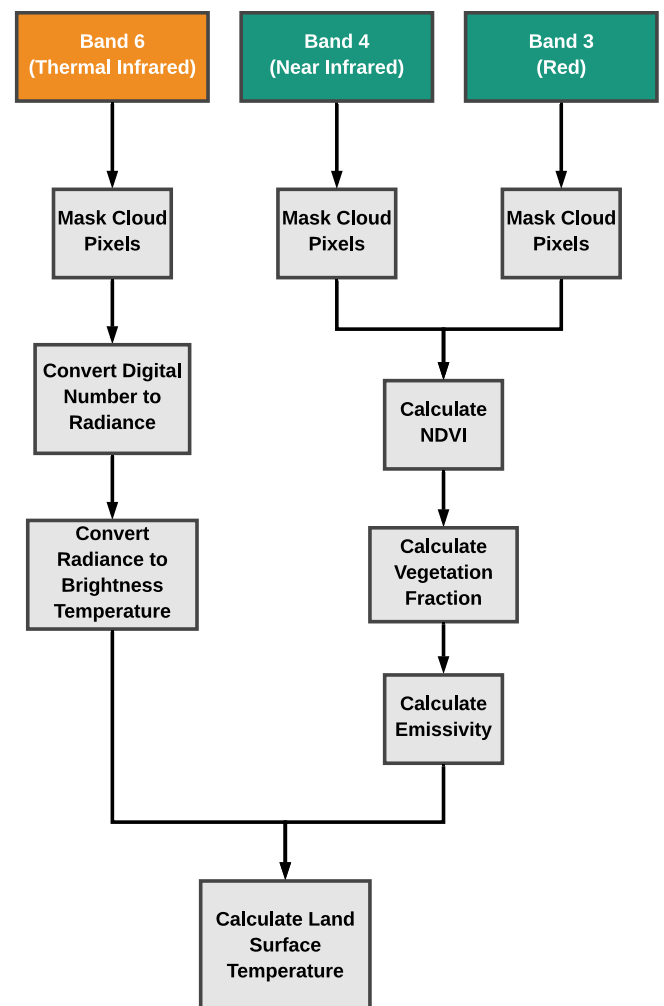 Band 6
(Thermal Infrared)
Band 4
(Near Infrared)
Band 3
(Red)
Mask Cloud
Pixels
Mask Cloud
Pixels
Mask Cloud
Pixels
Convert Digital
Number to
Radiance
Calculate
NDVI
Convert
Radiance to
Brightness
Temperature
Calculate
Vegetation
Fraction
Calculate
Emissivity
Calculate Land
Surface
Temperature